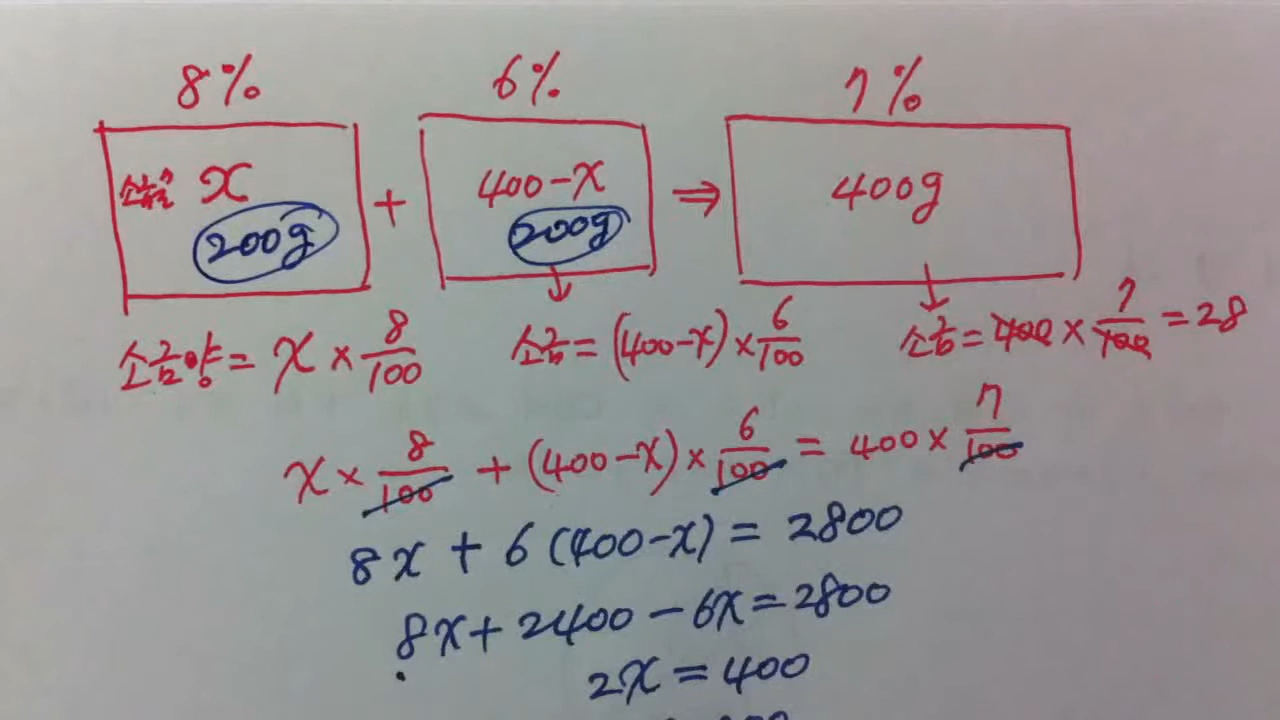 8% 6% 7%
소금물 x 400-x 400g
200g + 200g ⇒
소금양 = x × 8/100 소금 = (400-x) × 6/100 소금 = 400 × 7/100 = 28
x × 8/100 + (400-x) × 6/100 = 400 × 7/100
8x + 6(400-x) = 2800
8x + 2400 - 6x = 2800
2x = 400